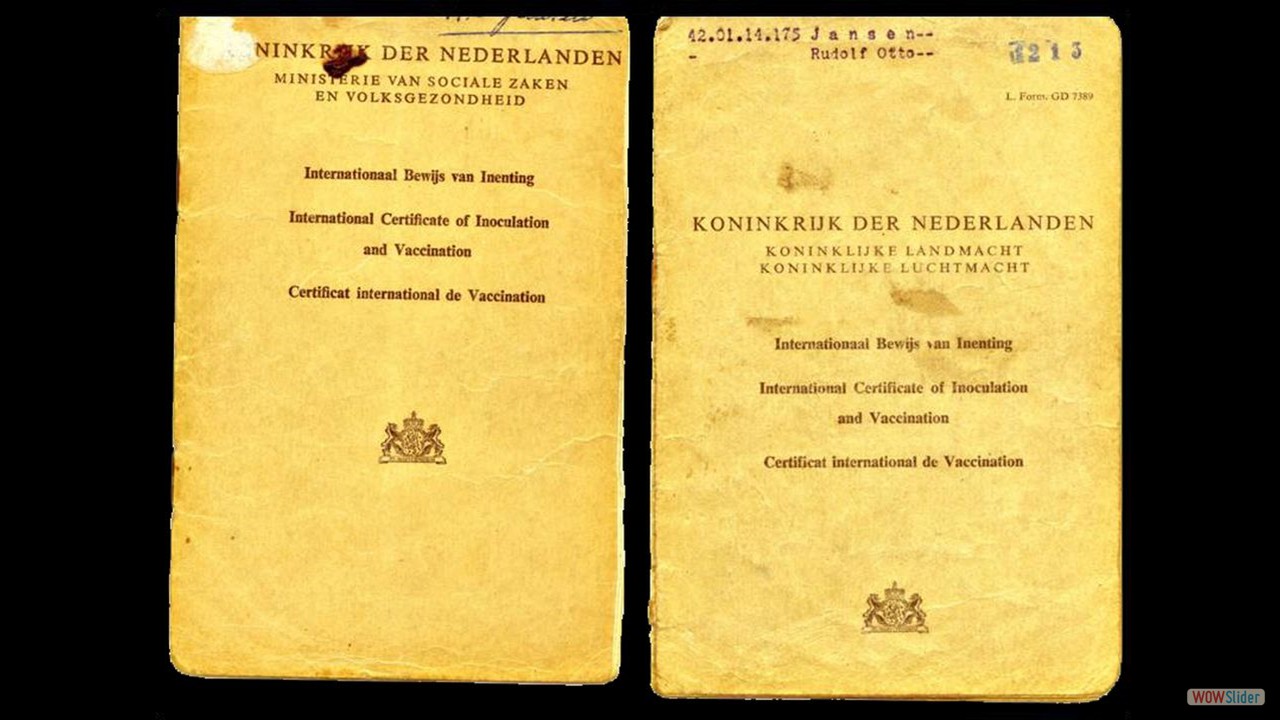 KONINKRIJK DER NEDERLANDEN
MINISTERIE VAN SOCIALE ZAKEN
EN VOLKSGEZONDHEID
Internationaal Bewijs van Inenting
International Certificate of Inoculation
and Vaccination
Certificat international de Vaccination
42.01.14.175 Jansen--
- Rudolf Otto--
213
L. Form. GD 7389
KONINKRIJK DER NEDERLANDEN
KONINKLIJKE LANDMACHT
KONINKLIJKE LUCHTMACHT
Internationaal Bewijs van Inenting
International Certificate of Inoculation
and Vaccination
Certificat international de Vaccination
WOWSlider